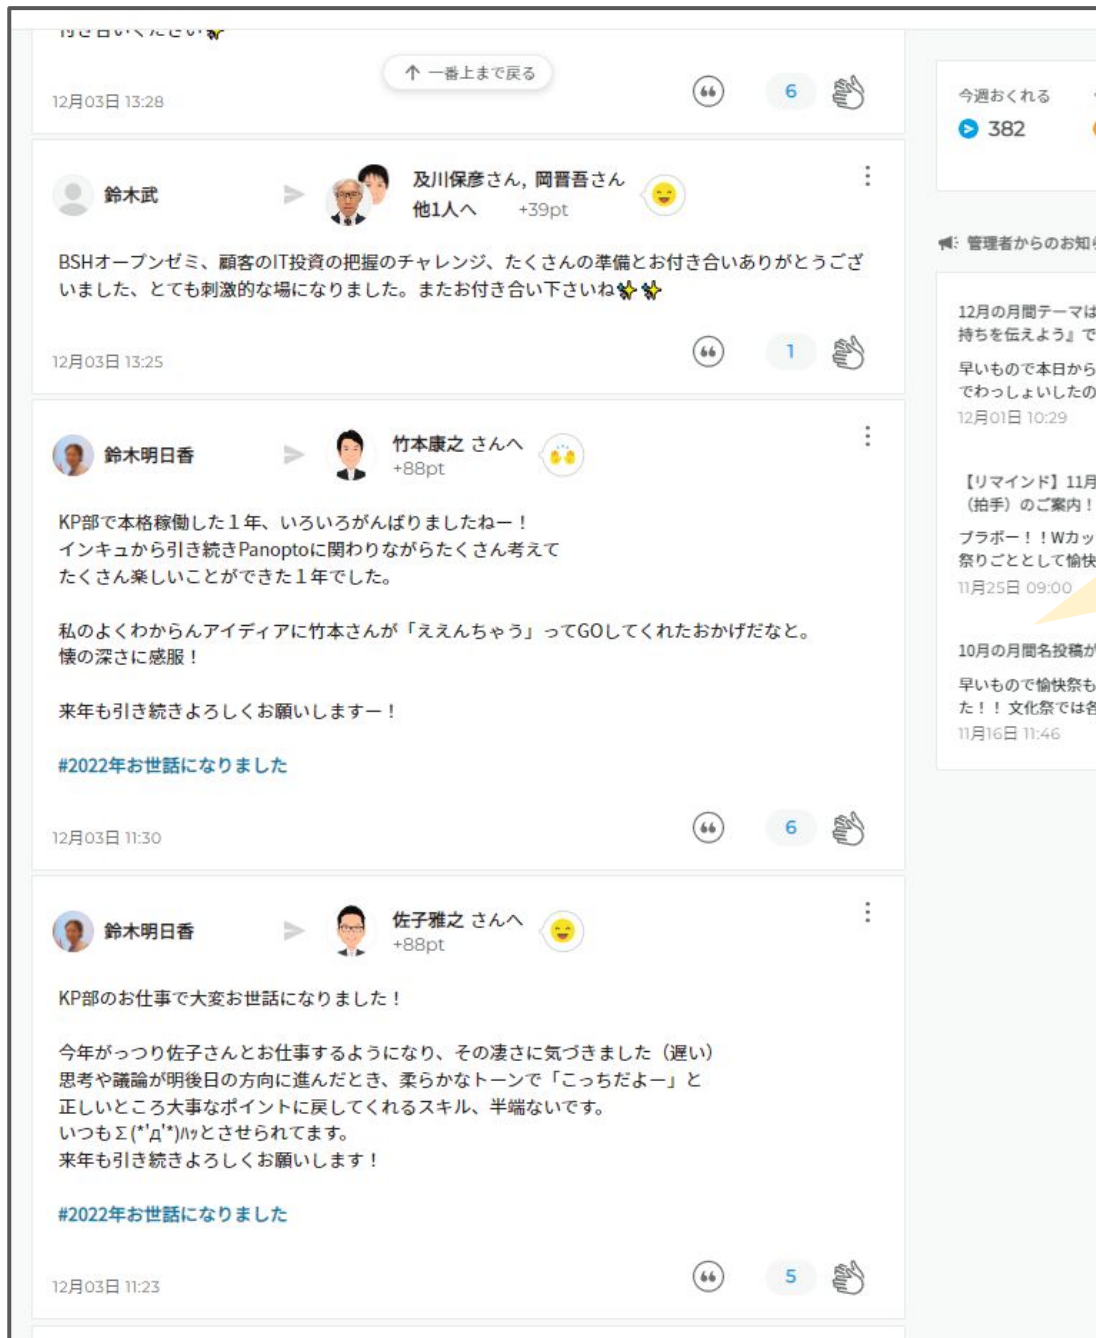 付き合いください
↑ 一番上まで戻る
12月03日 13:28
6
鈴木武
及川保彦さん, 岡晋吾さん
他1人へ +39pt
BSHオープンゼミ、顧客のIT投資の把握のチャレンジ、たくさんの準備とお付き合いありがとうござ
いました、とても刺激的な場になりました。またお付き合い下さいね
12月03日 13:25
1
鈴木明日香
竹本康之 さんへ
+88pt
KP部で本格稼働した１年、いろいろがんばりましたねー！
インキュから引き続きPanoptoに関わりながらたくさん考えて
たくさん楽しいことができた１年でした。
私のよくわからんアイディアに竹本さんが「ええんちゃう」ってGOしてくれたおかげだなと。
懐の深さに感服！
来年も引き続きよろしくお願いしますー！
#2022年お世話になりました
12月03日 11:30
6
鈴木明日香
佐子雅之 さんへ
+88pt
KP部のお仕事で大変お世話になりました！
今年がっつり佐子さんとお仕事するようになり、その凄さに気づきました（遅い）
思考や議論が明後日の方向に進んだとき、柔らかなトーンで「こっちだよー」と
正しいところ大事なポイントに戻してくれるスキル、半端ないです。
いつもΣ(*'д'*)ﾊｯとさせられてます。
来年も引き続きよろしくお願いします！
#2022年お世話になりました
12月03日 11:23
5
今週おくれる
382
管理者からのお知
12月の月間テーマは
持ちを伝えよう』で
早いもので本日から
でわっしょいしたの
12月01日 10:29
【リマインド】11月
（拍手）のご案内！
ブラボー！！Wカッ
祭りごととして愉快
11月25日 09:00
10月の月間名投稿が
早いもので愉快祭も
た！！ 文化祭では各
11月16日 11:46